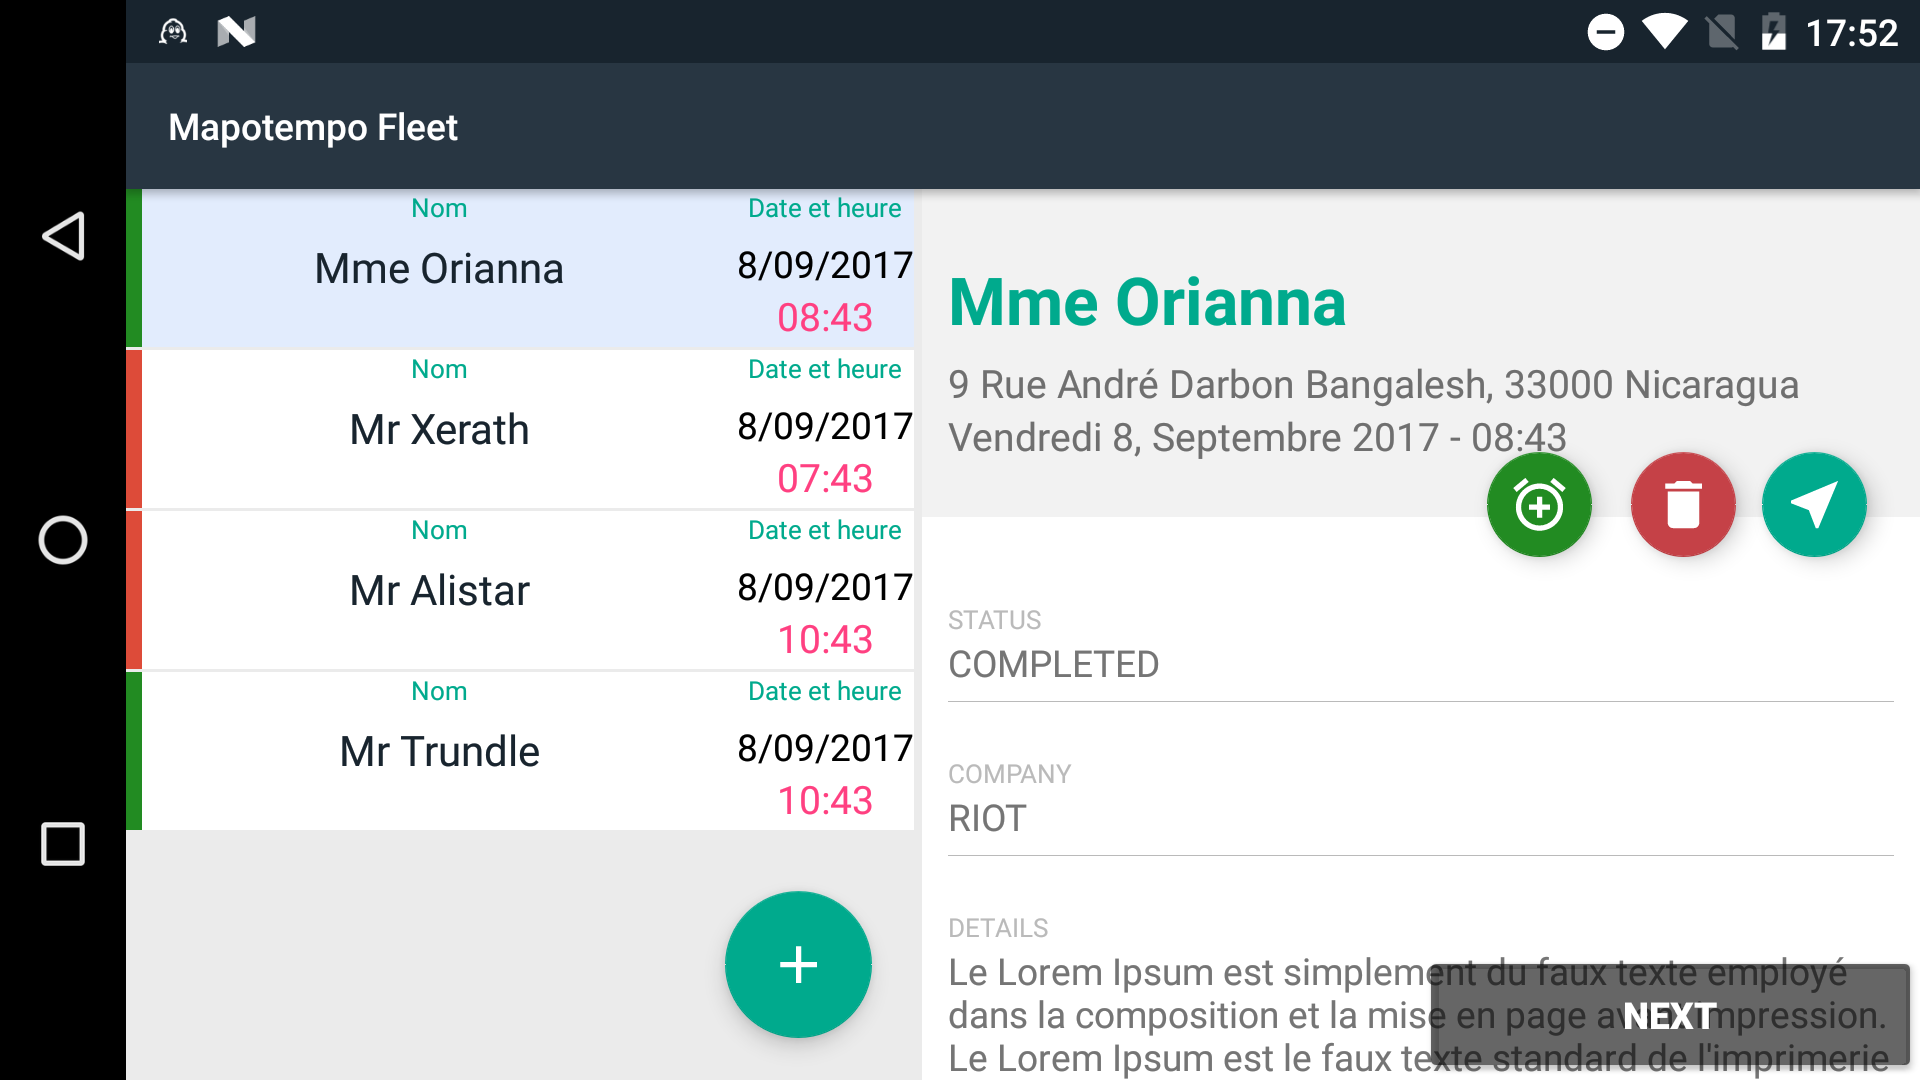 17:52
Mapotempo Fleet
Nom Date et heure
Mme Orianna 8/09/2017
08:43
Nom Date et heure
Mr Xerath 8/09/2017
07:43
Nom Date et heure
Mr Alistar 8/09/2017
10:43
Nom Date et heure
Mr Trundle 8/09/2017
10:43
Mme Orianna
9 Rue André Darbon Bangalesh, 33000 Nicaragua
Vendredi 8, Septembre 2017 - 08:43
STATUS
COMPLETED
COMPANY
RIOT
DETAILS
Le Lorem Ipsum est simplement du faux texte employé
dans la composition et la mise en page
Le Lorem Ipsum est le faux texte standard de l'imprimerie
NEXT